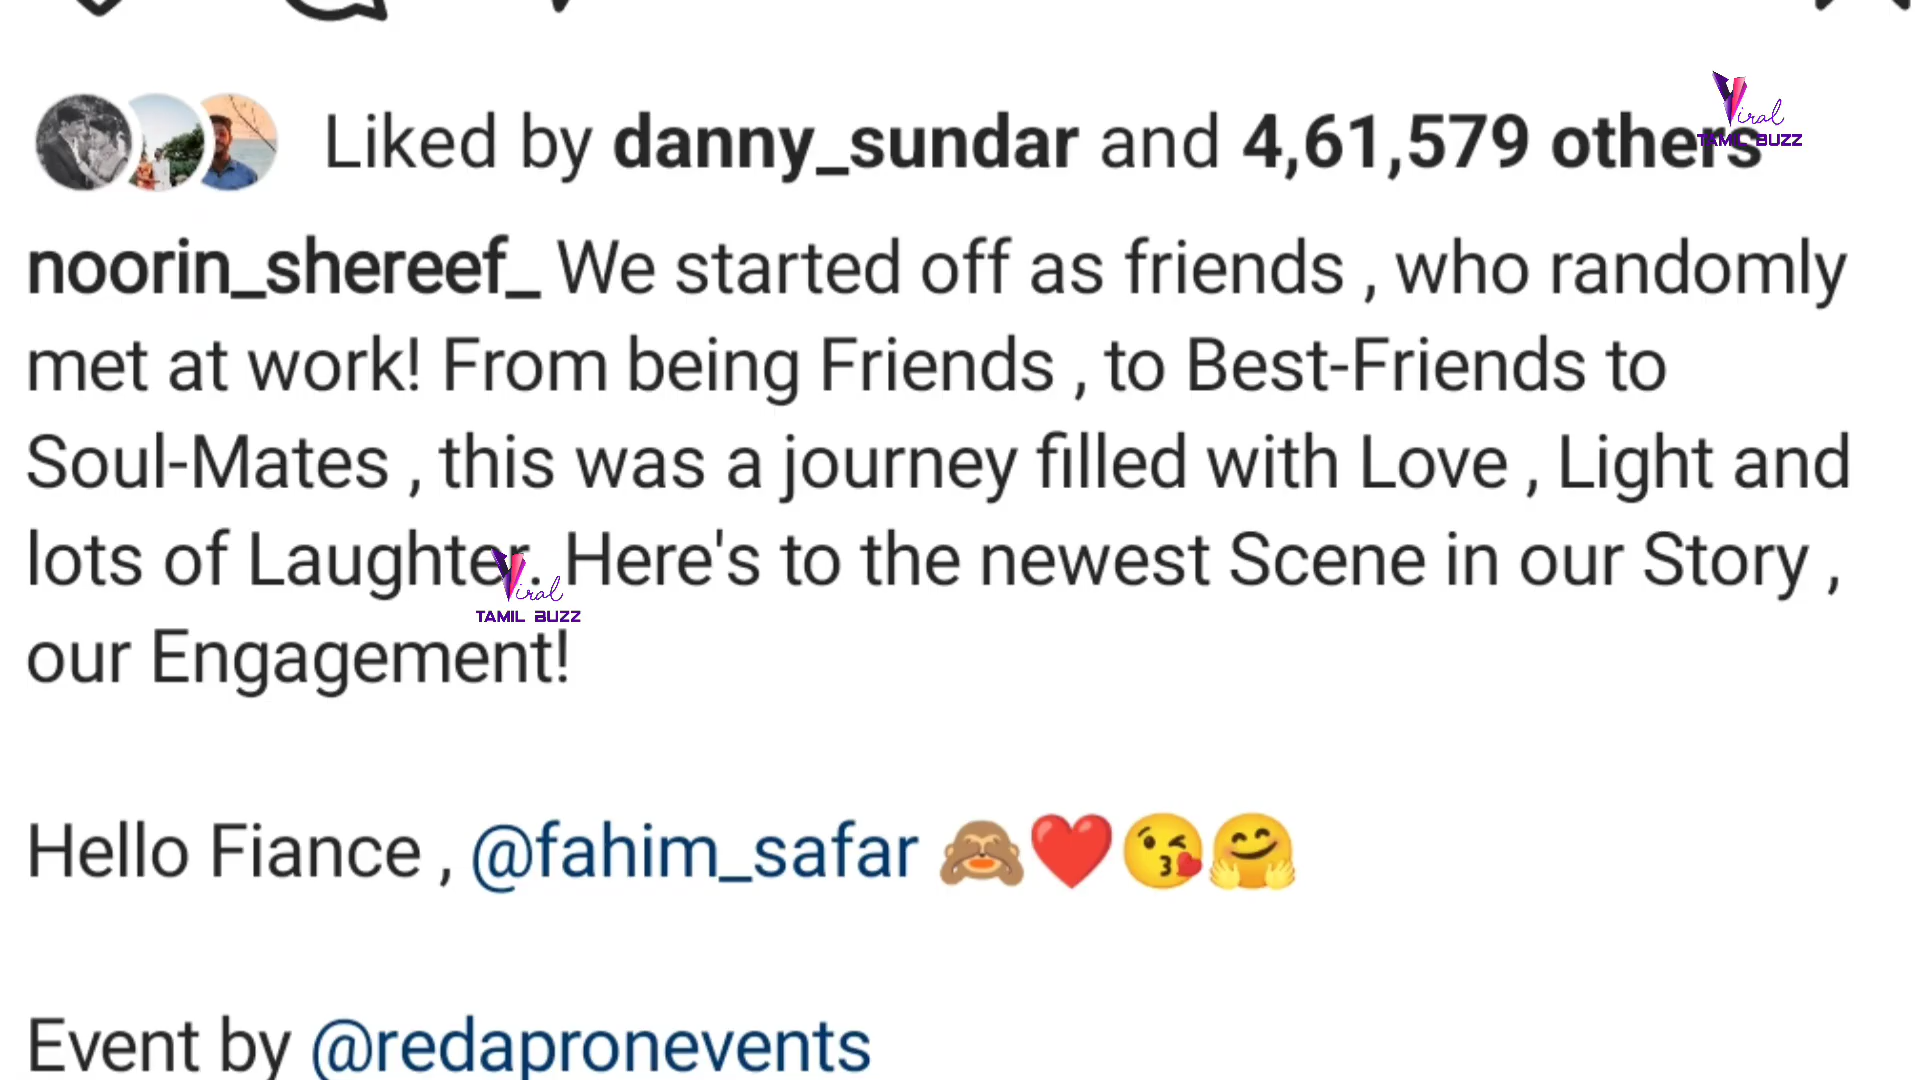 Liked by danny_sundar and 4,61,579 others
Viral
TAMIL BUZZ
noorin_shereef_ We started off as friends , who randomly
met at work! From being Friends , to Best-Friends to
Soul-Mates , this was a journey filled with Love , Light and
lots of Laughter. Here's to the newest Scene in our Story ,
Viral
TAMIL BUZZ
our Engagement!
Hello Fiance , @fahim_safar 🙈❤️😘🤗
Event by @redapronevents